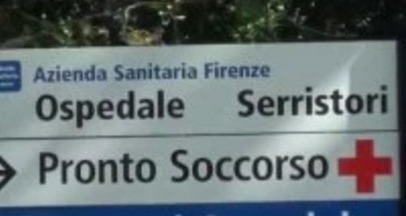 Azienda Sanitaria Firenze
Ospedale Serristori
Pronto Soccorso